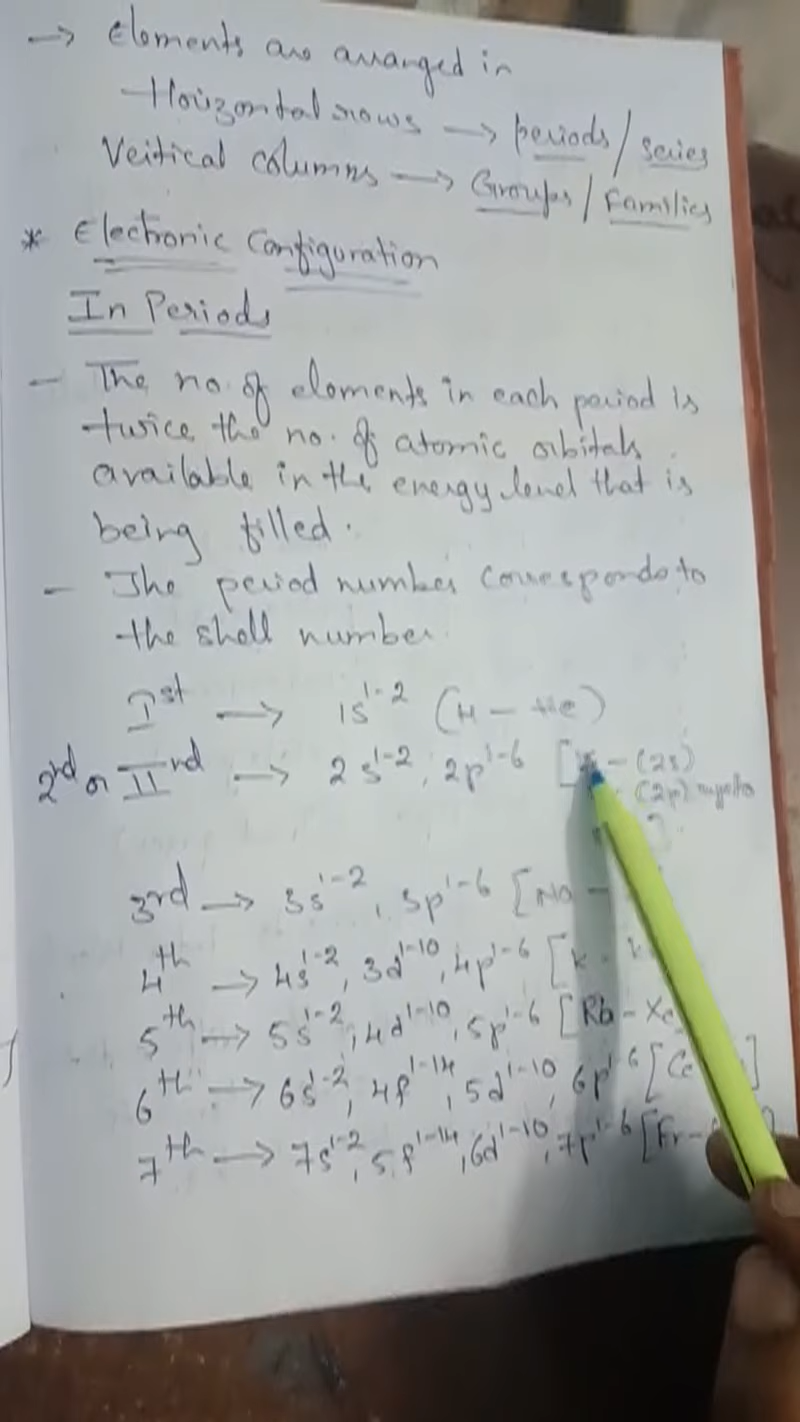 → Elements are arranged in
Horizontal rows → periods / series
Vertical columns → Groups / Families
* Electronic Configuration
In Periods
- The no. of elements in each period is
twice the no. of atomic orbitals
available in the energy level that is
being filled.
- The period number corresponds to
the shell number
Ist → 1s¹⁻² (H - He)
2rd or IIrd → 2s¹⁻², 2p¹⁻⁶ [ - (2s)
(2p) ]
3rd → 3s¹⁻², 3p¹⁻⁶ [Na -
4th → 4s¹⁻², 3d¹⁻¹⁰, 4p¹⁻⁶ [K -
5th → 5s¹⁻², 4d¹⁻¹⁰, 5p¹⁻⁶ [Rb - Xe
6th → 6s¹⁻², 4f¹⁻¹⁴, 5d¹⁻¹⁰, 6p¹⁻⁶ [ ]
7th → 7s¹⁻², 5f¹⁻¹⁴, 6d¹⁻¹⁰, 7p¹⁻⁶ [Fr -